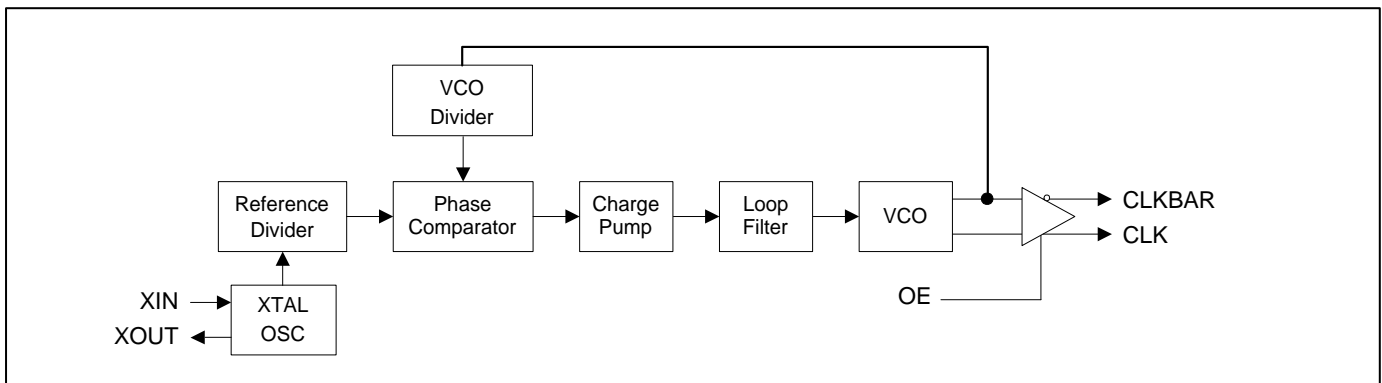 VCO
Divider
Reference
Divider
Phase
Comparator
Charge
Pump
Loop
Filter
VCO
CLKBAR
CLK
XIN
XOUT
XTAL
OSC
OE